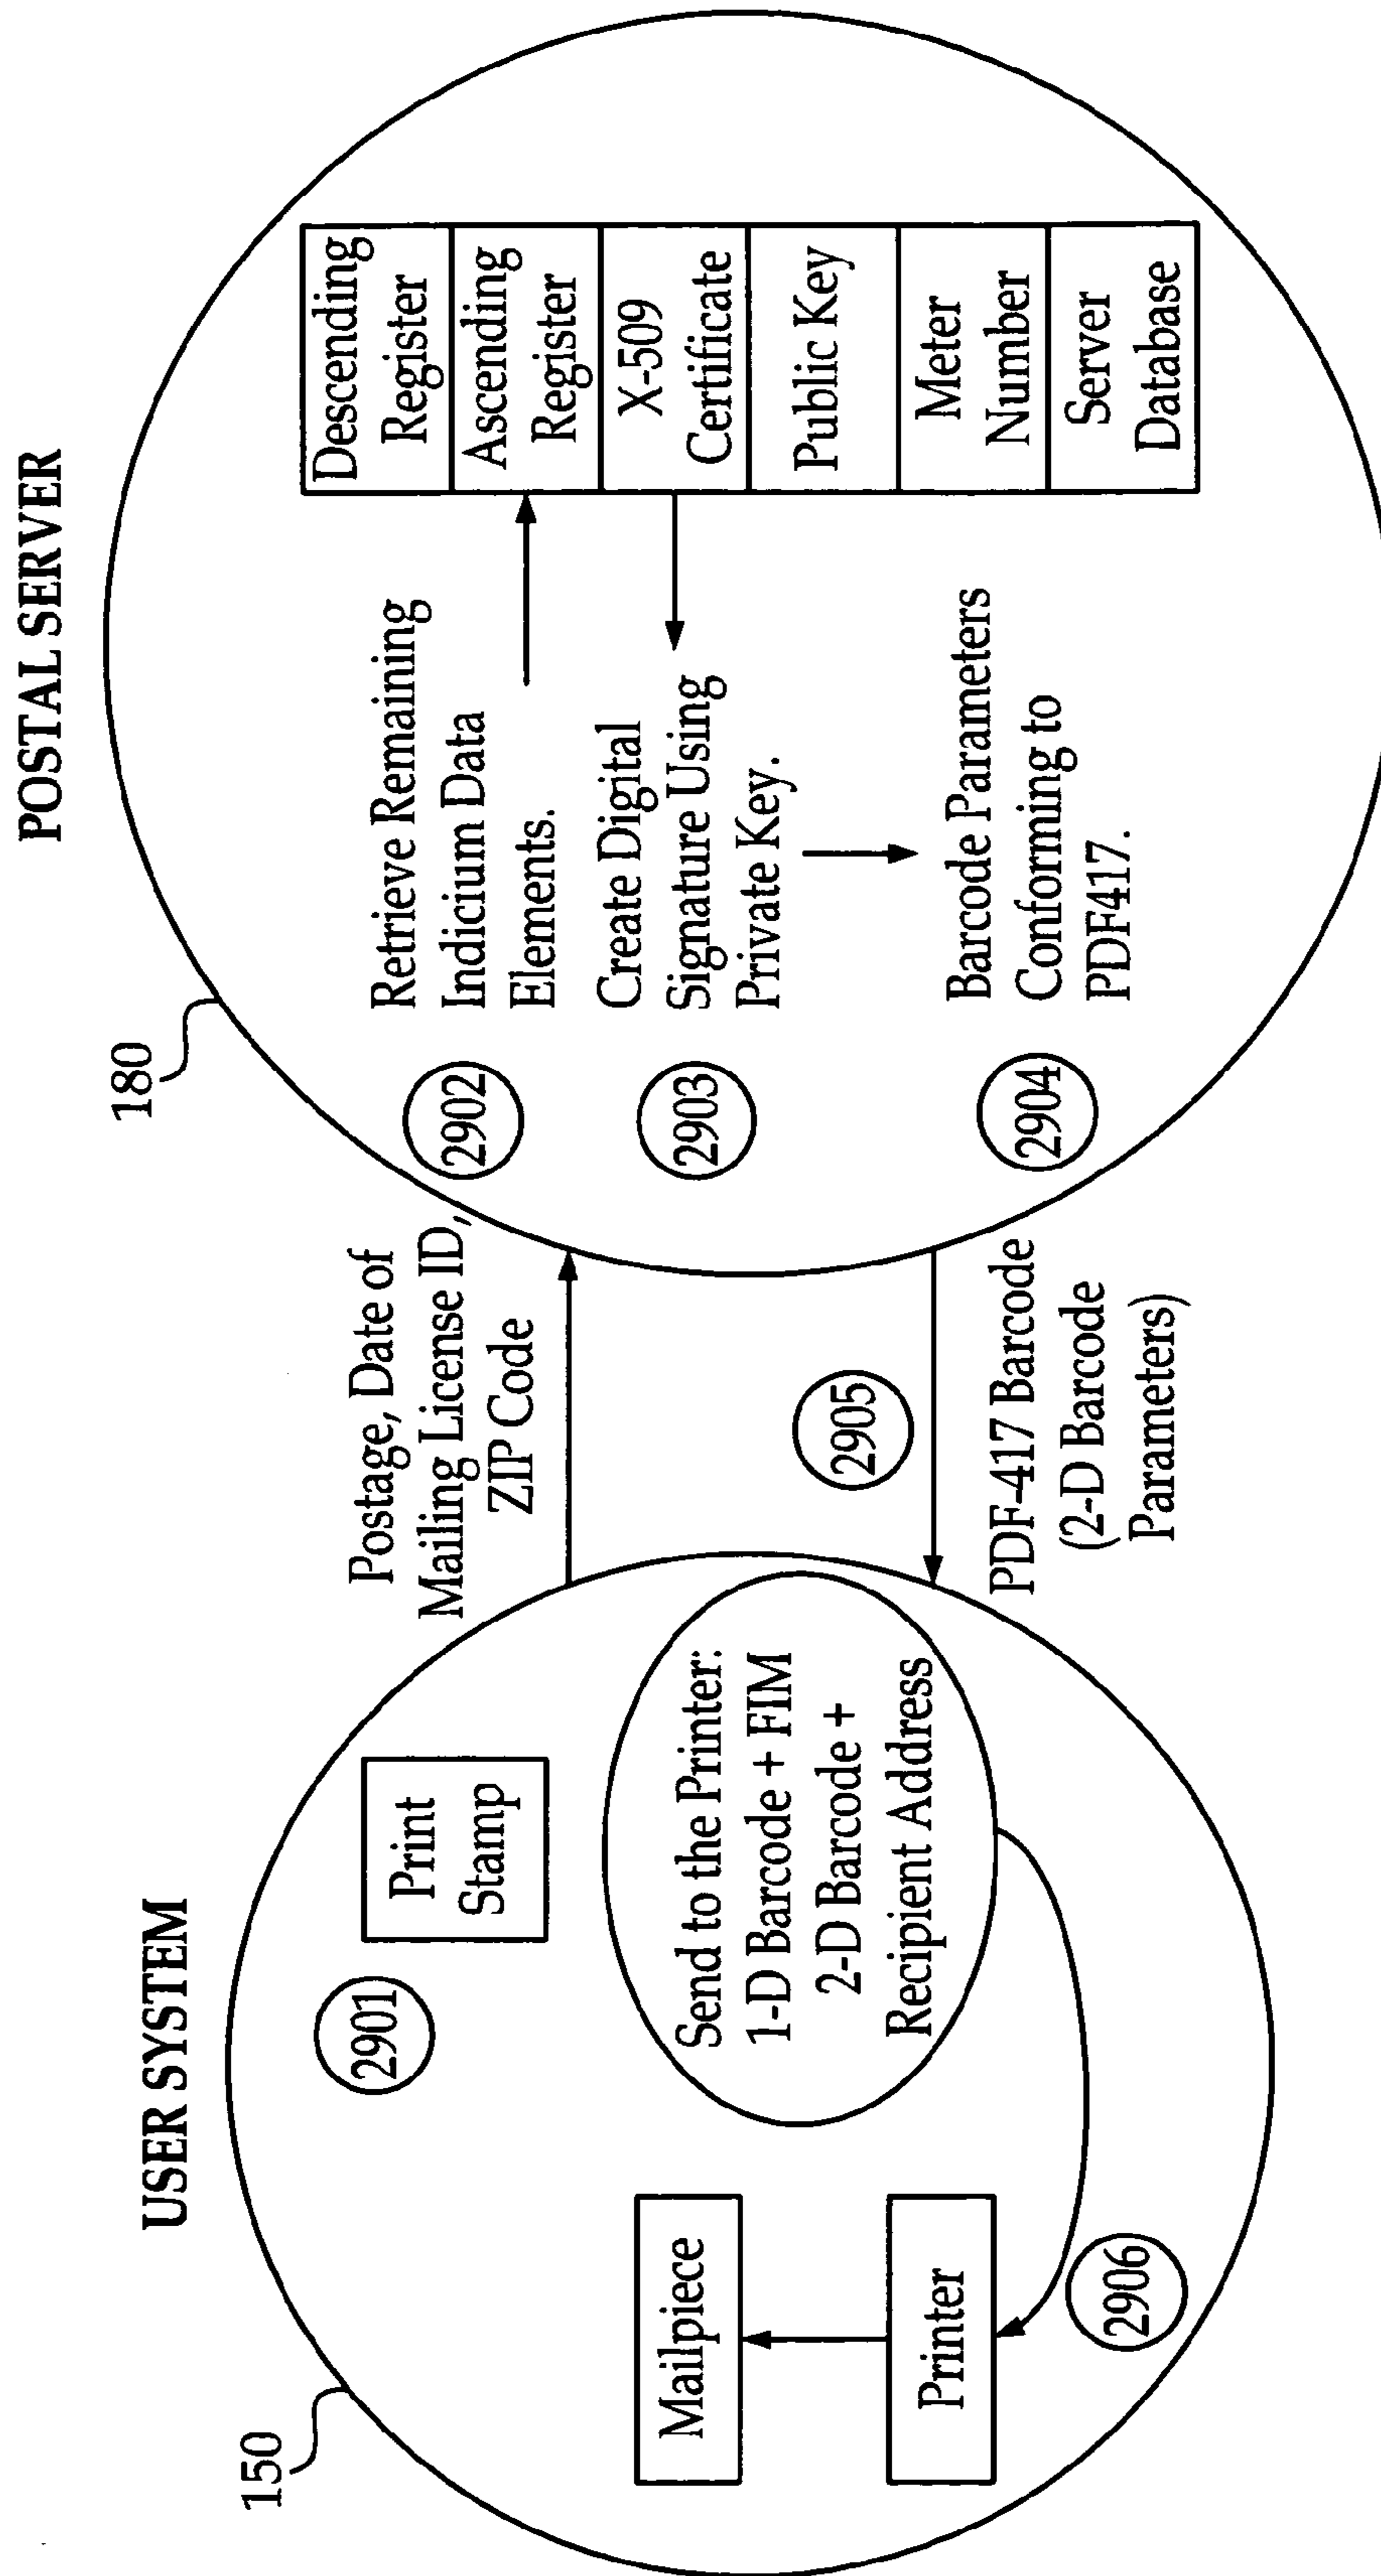 USER SYSTEM
150
2901
Print
Stamp
Send to the Printer:
1-D Barcode + FIM
2-D Barcode +
Recipient Address
Mailpiece
Printer
2906
Postage, Date of
Mailing License ID,
ZIP Code
2905
PDF-417 Barcode
(2-D Barcode
Parameters)
POSTAL SERVER
180
2902
Retrieve Remaining
Indicium Data
Elements.
2903
Create Digital
Signature Using
Private Key.
2904
Barcode Parameters
Conforming to
PDF417.
Descending
Register
Ascending
Register
X-509
Certificate
Public Key
Meter
Number
Server
Database